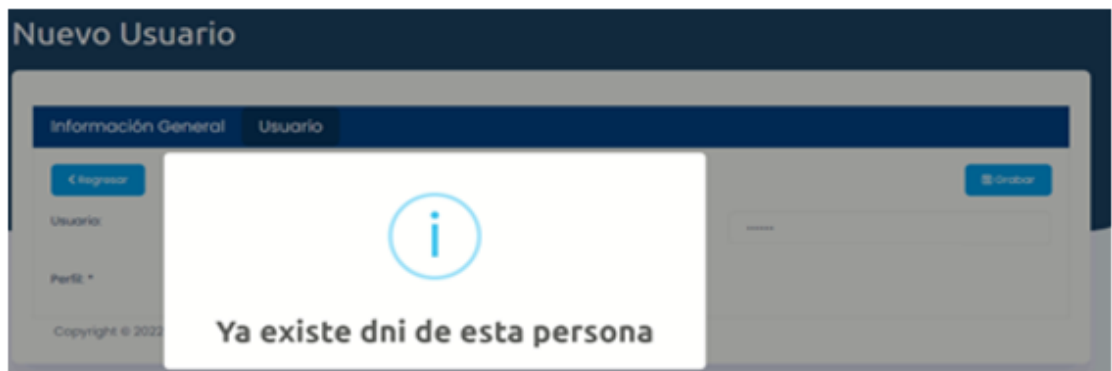 Nuevo Usuario
Información General Usuario
Regresar Grabar
Usuario:
i
Perfil: *
Copyright © 2022
Ya existe dni de esta persona